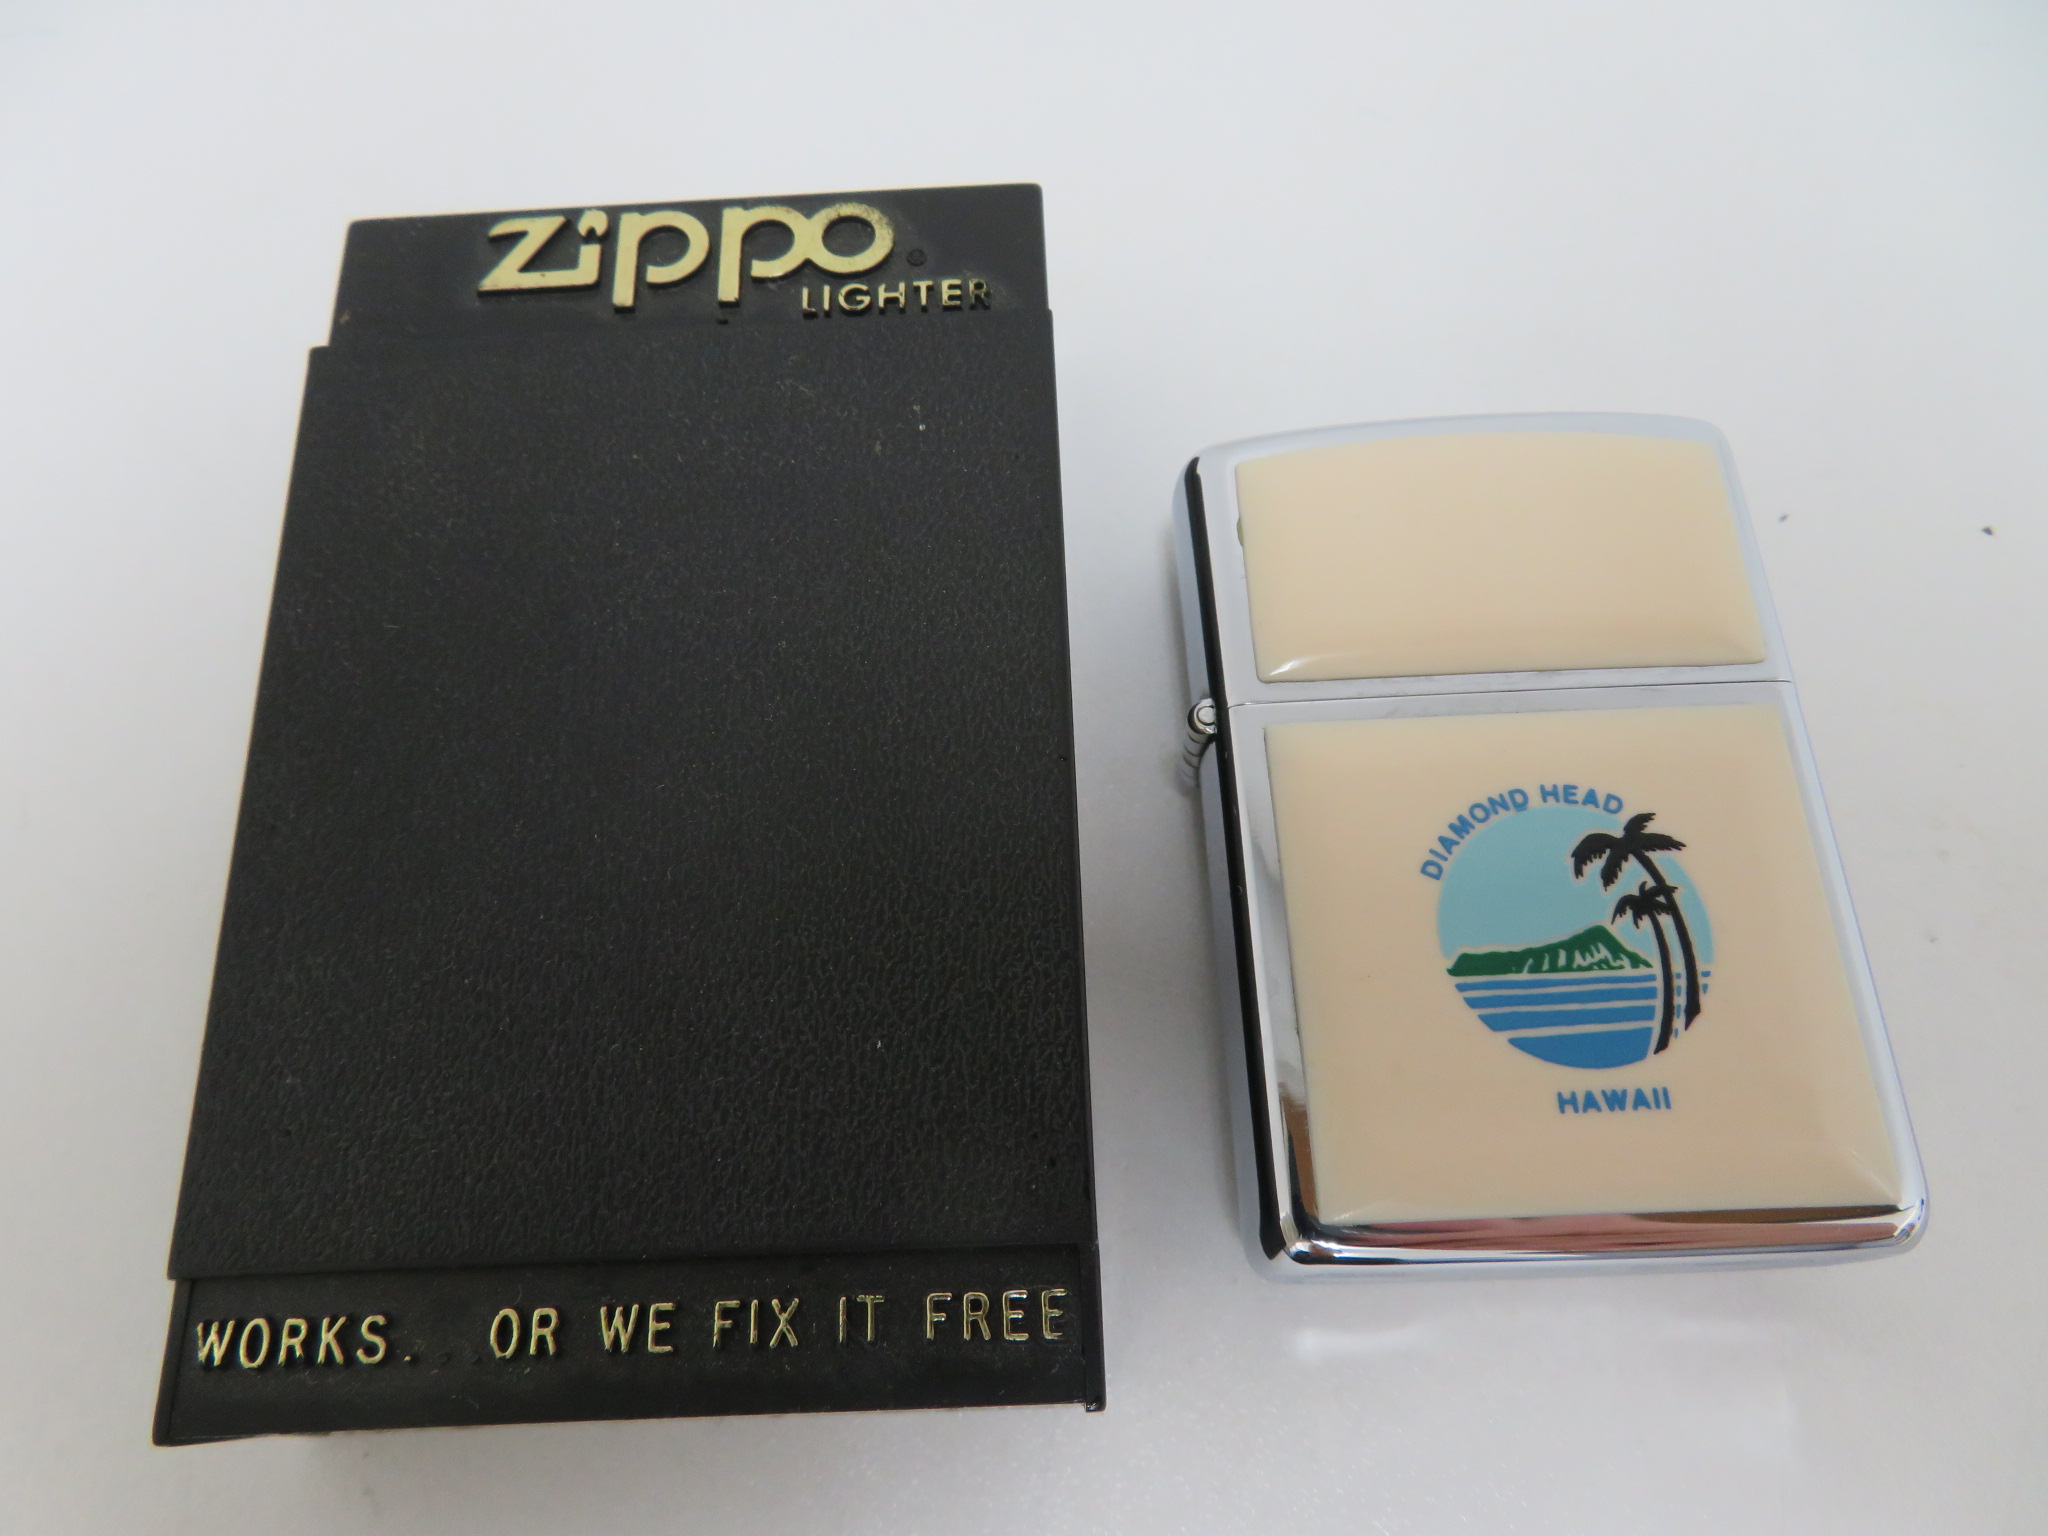 Zippo®
LIGHTER
WORKS... OR WE FIX IT FREE
DIAMOND HEAD
HAWAII